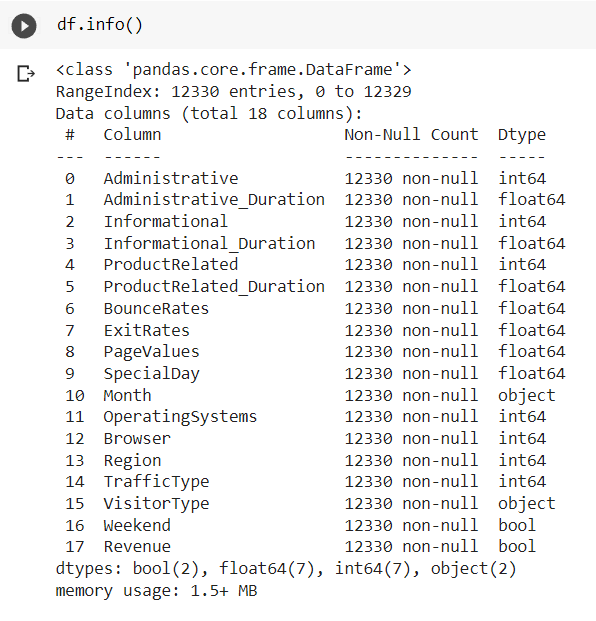 df.info()
<class 'pandas.core.frame.DataFrame'>
RangeIndex: 12330 entries, 0 to 12329
Data columns (total 18 columns):
 #   Column                   Non-Null Count  Dtype
---  ------                   --------------  -----
 0   Administrative           12330 non-null  int64
 1   Administrative_Duration  12330 non-null  float64
 2   Informational            12330 non-null  int64
 3   Informational_Duration   12330 non-null  float64
 4   ProductRelated           12330 non-null  int64
 5   ProductRelated_Duration  12330 non-null  float64
 6   BounceRates              12330 non-null  float64
 7   ExitRates                12330 non-null  float64
 8   PageValues               12330 non-null  float64
 9   SpecialDay               12330 non-null  float64
 10  Month                    12330 non-null  object
 11  OperatingSystems         12330 non-null  int64
 12  Browser                  12330 non-null  int64
 13  Region                   12330 non-null  int64
 14  TrafficType              12330 non-null  int64
 15  VisitorType              12330 non-null  object
 16  Weekend                  12330 non-null  bool
 17  Revenue                  12330 non-null  bool
dtypes: bool(2), float64(7), int64(7), object(2)
memory usage: 1.5+ MB